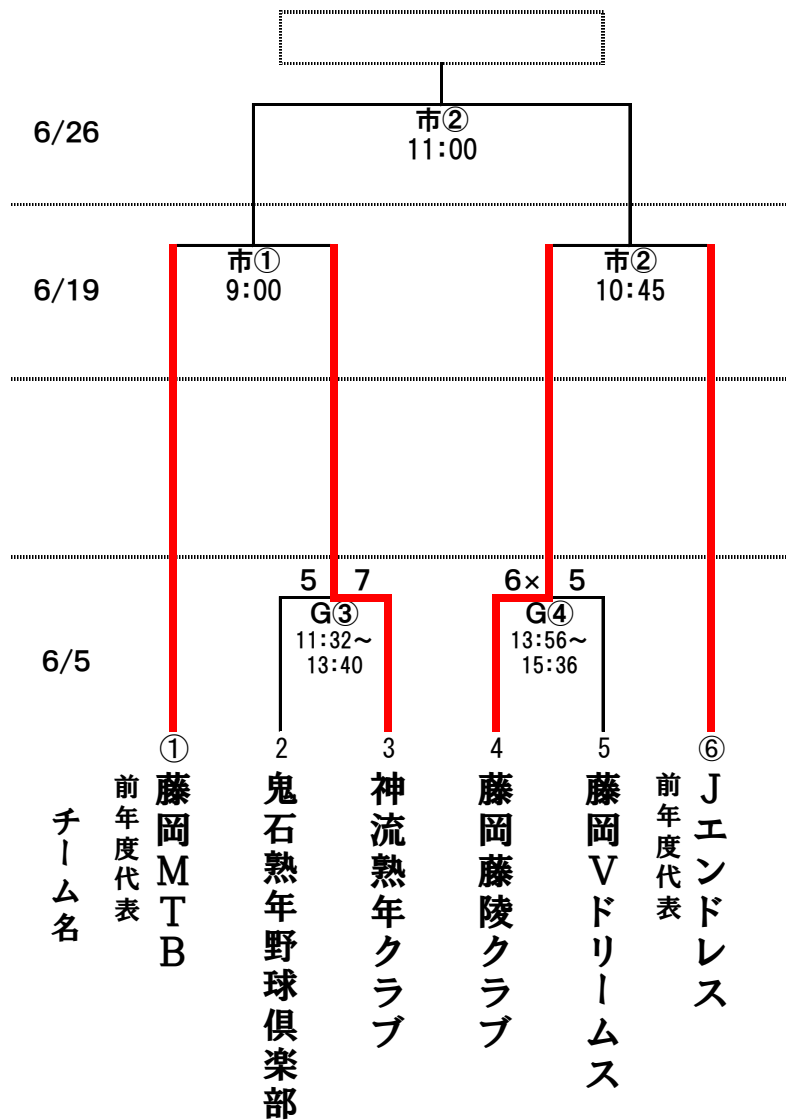 6/26
市②
11:00
6/19
市①
9:00
市②
10:45
5 7
6× 5
G③
11:32～
13:40
G④
13:56～
15:36
6/5
① 2 3 4 5 ⑥
チーム名
前年度代表
藤岡MTB
鬼石熟年野球倶楽部
神流熟年クラブ
藤岡藤陵クラブ
藤岡Vドリームス
前年度代表
Jエンドレス